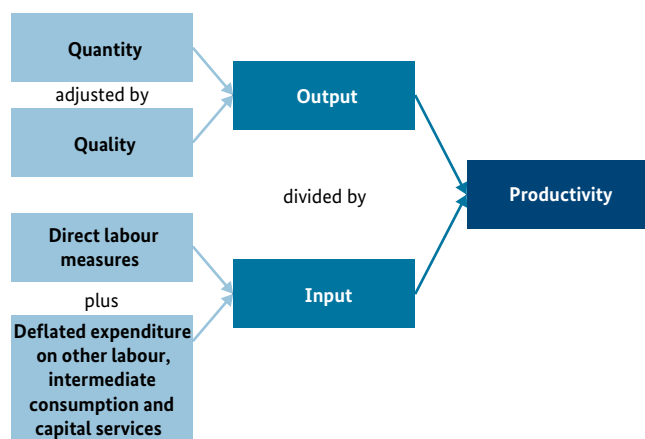 Quantity
adjusted by
Quality
Output
divided by
Productivity
Direct labour
measures
plus
Input
Deflated expenditure
on other labour,
intermediate
consumption and
capital services